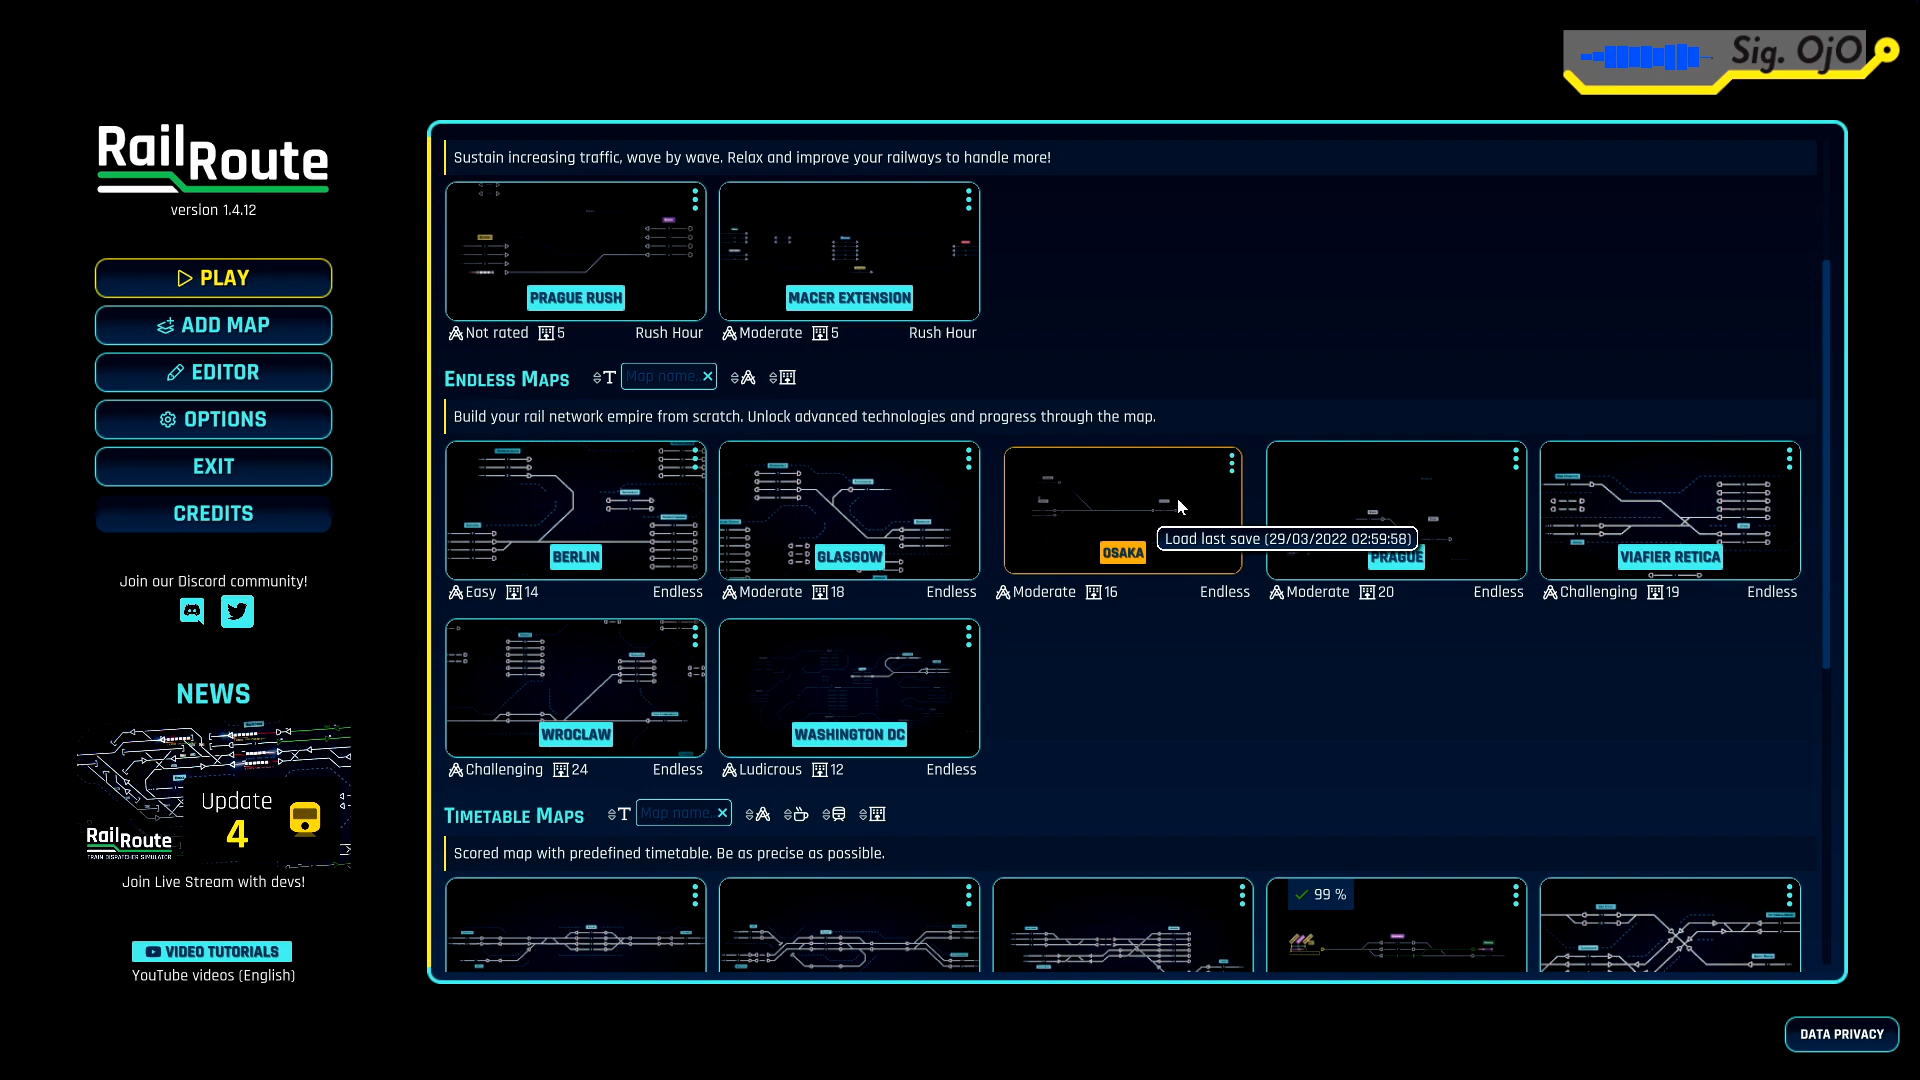 Sig. OjO
RailRoute
version 1.4.12
PLAY
ADD MAP
EDITOR
OPTIONS
EXIT
CREDITS
Join our Discord community!
NEWS
Update
4
RailRoute
TRAIN DISPATCHER SIMULATOR
Join Live Stream with devs!
VIDEO TUTORIALS
YouTube videos (English)
Sustain increasing traffic, wave by wave. Relax and improve your railways to handle more!
PRAGUE RUSH
MACER EXTENSION
Not rated 5 Rush Hour
Moderate 5 Rush Hour
ENDLESS MAPS T Map name...
Build your rail network empire from scratch. Unlock advanced technologies and progress through the map.
BERLIN
GLASGOW
OSAKA
Load last save (29/03/2022 02:59:58)
PRAGUE
VIAFIER RETICA
Easy 14 Endless
Moderate 18 Endless
Moderate 16 Endless
Moderate 20 Endless
Challenging 19 Endless
WROCLAW
WASHINGTON DC
Challenging 24 Endless
Ludicrous 12 Endless
TIMETABLE MAPS T Map name...
Scored map with predefined timetable. Be as precise as possible.
99 %
DATA PRIVACY